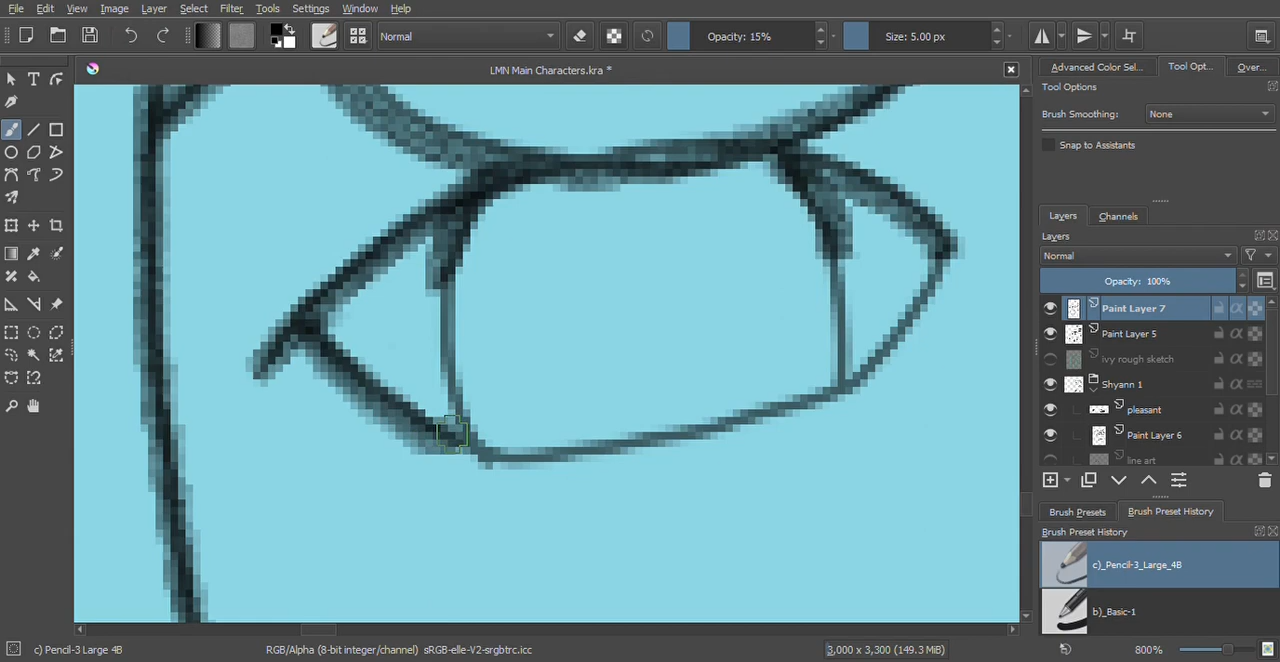 File Edit View Image Layer Select Filter Tools Settings Window Help
Normal Opacity: 15% Size: 5.00 px
LMN Main Characters.kra *
Advanced Color Sel... Tool Opt... Over...
Tool Options
Brush Smoothing: None
Snap to Assistants
Layers Channels
Layers
Normal
Opacity: 100%
Paint Layer 7
Paint Layer 5
ivy rough sketch
Shyann 1
pleasant
Paint Layer 6
line art
Brush Presets Brush Preset History
Brush Preset History
c)_Pencil-3_Large_4B
b)_Basic-1
c) Pencil-3 Large 4B RGB/Alpha (8-bit integer/channel) sRGB-elle-V2-srgbtrc.icc 3,000 x 3,300 (149.3 MiB) 800%